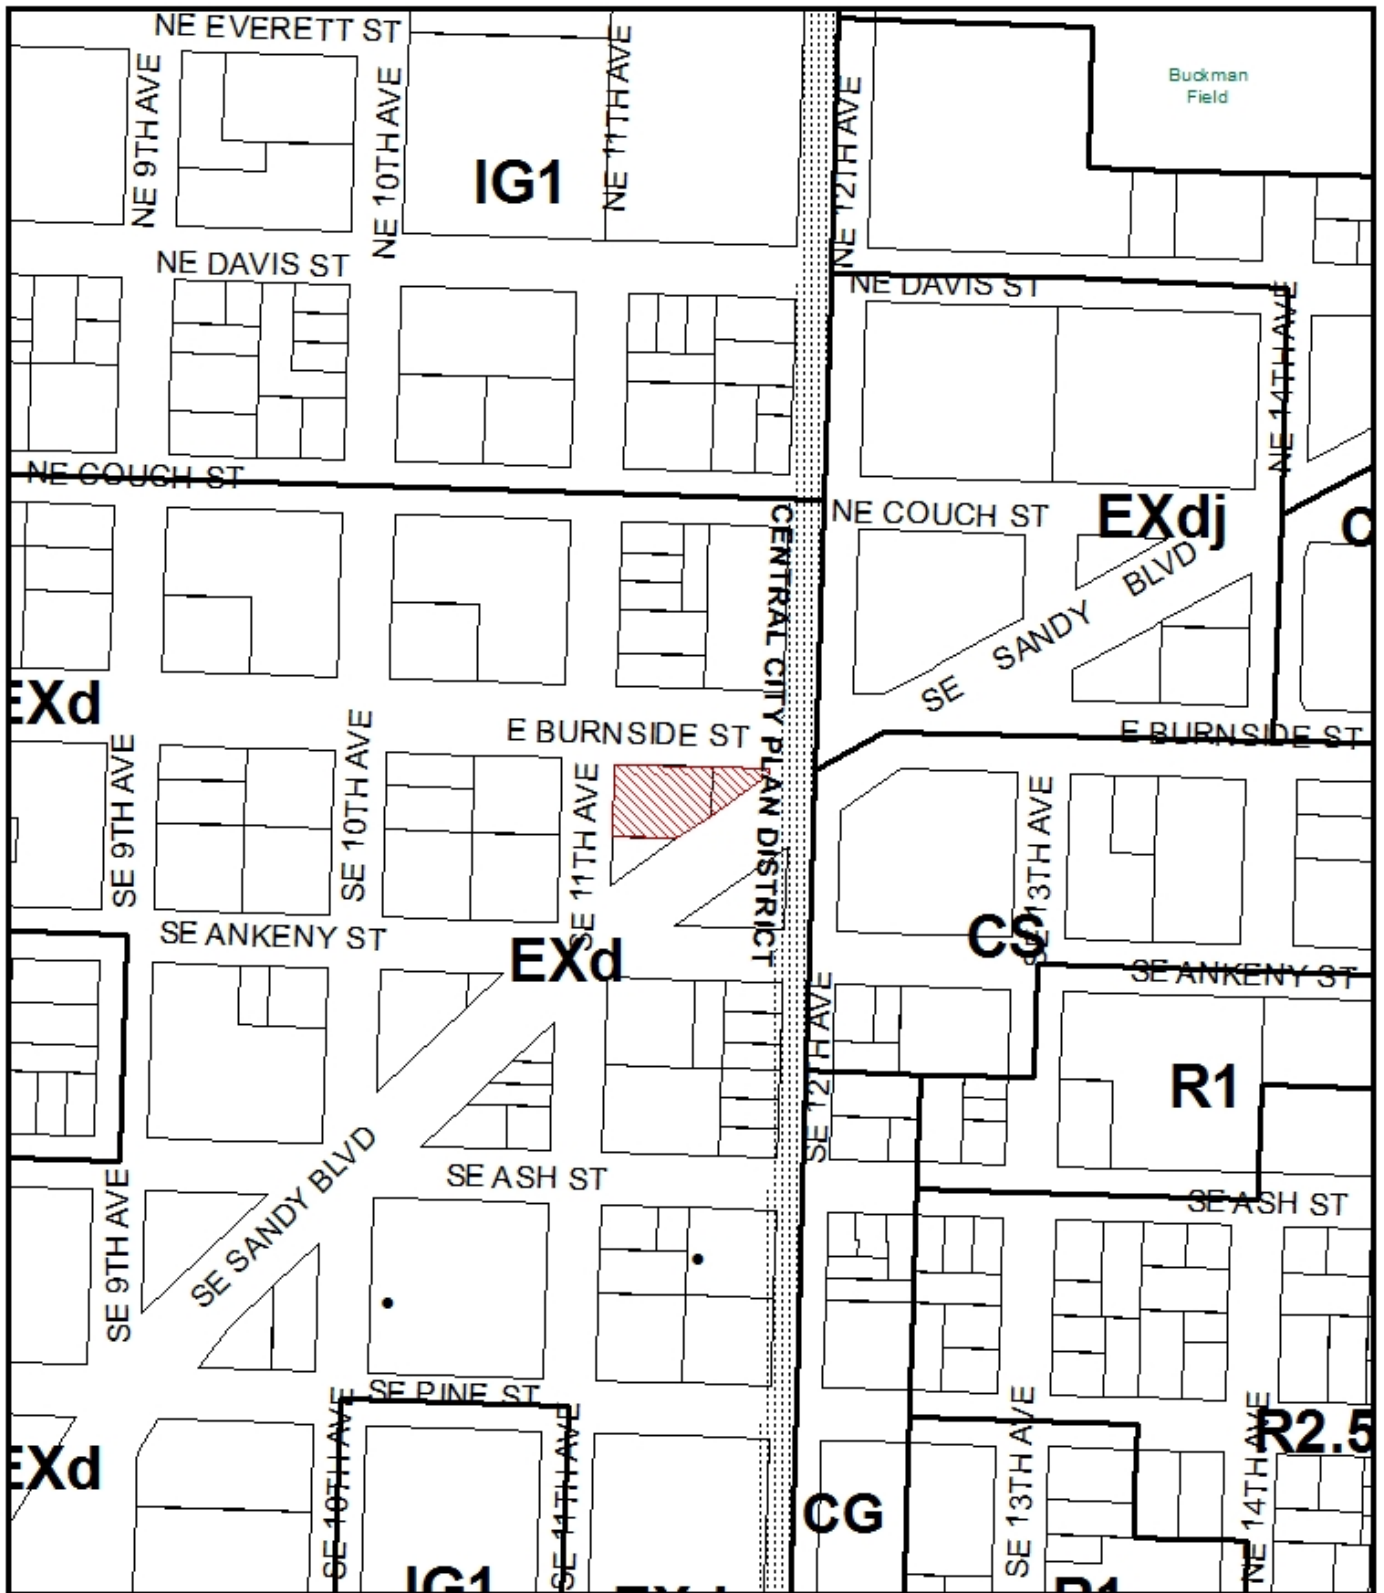 NE EVERETT ST
NE 9TH AVE
NE 10TH AVE
NE 11TH AVE
NE 12TH AVE
Buckman
Field
IG1
NE DAVIS ST
NE DAVIS ST
NE 14TH AVE
NE COUCH ST
NE COUCH ST
EXdj
C
CENTRAL CITY PLAN DISTRICT
SE SANDY BLVD
EXd
E BURNSIDE ST
E BURNSIDE ST
SE 9TH AVE
SE 10TH AVE
SE 11TH AVE
SE 13TH AVE
SE ANKENY ST
EXd
CS
SE ANKENY ST
SE 12TH AVE
R1
SE SANDY BLVD
SE ASH ST
SE ASH ST
SE 9TH AVE
SE PINE ST
SE 10TH AVE
SE 11TH AVE
SE 13TH AVE
NE 14TH AVE
R2.5
EXd
CG
IG1
EXd
R1